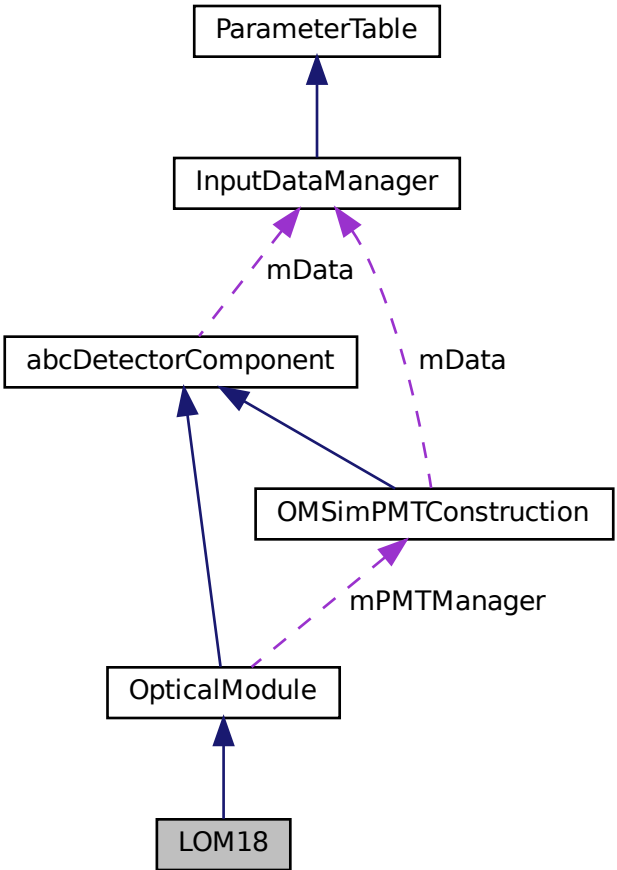 ParameterTable
InputDataManager
mData
abcDetectorComponent
mData
OMSimPMTConstruction
mPMTManager
OpticalModule
LOM18